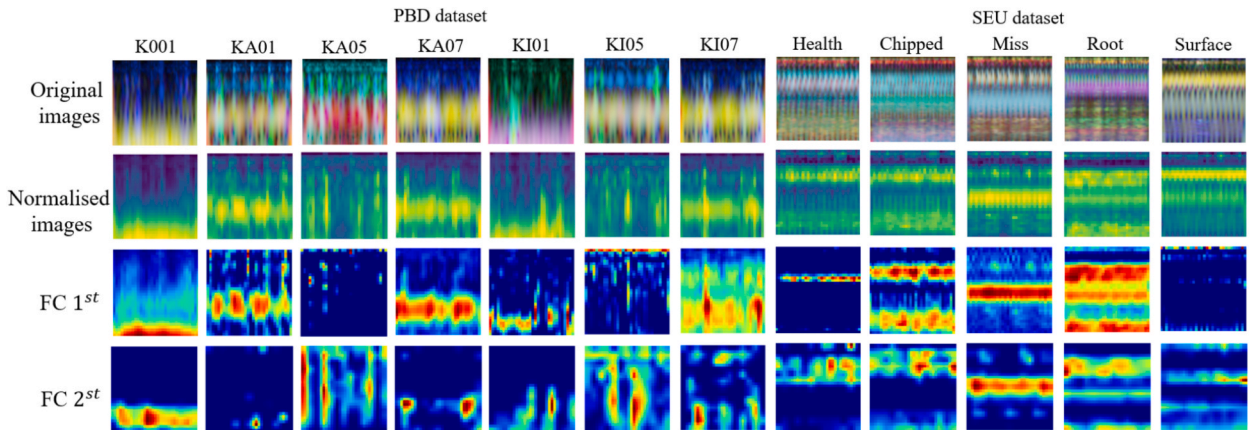 PBD dataset SEU dataset
K001 KA01 KA05 KA07 KI01 KI05 KI07 Health Chipped Miss Root Surface
Original
images
Normalised
images
FC 1st
FC 2st